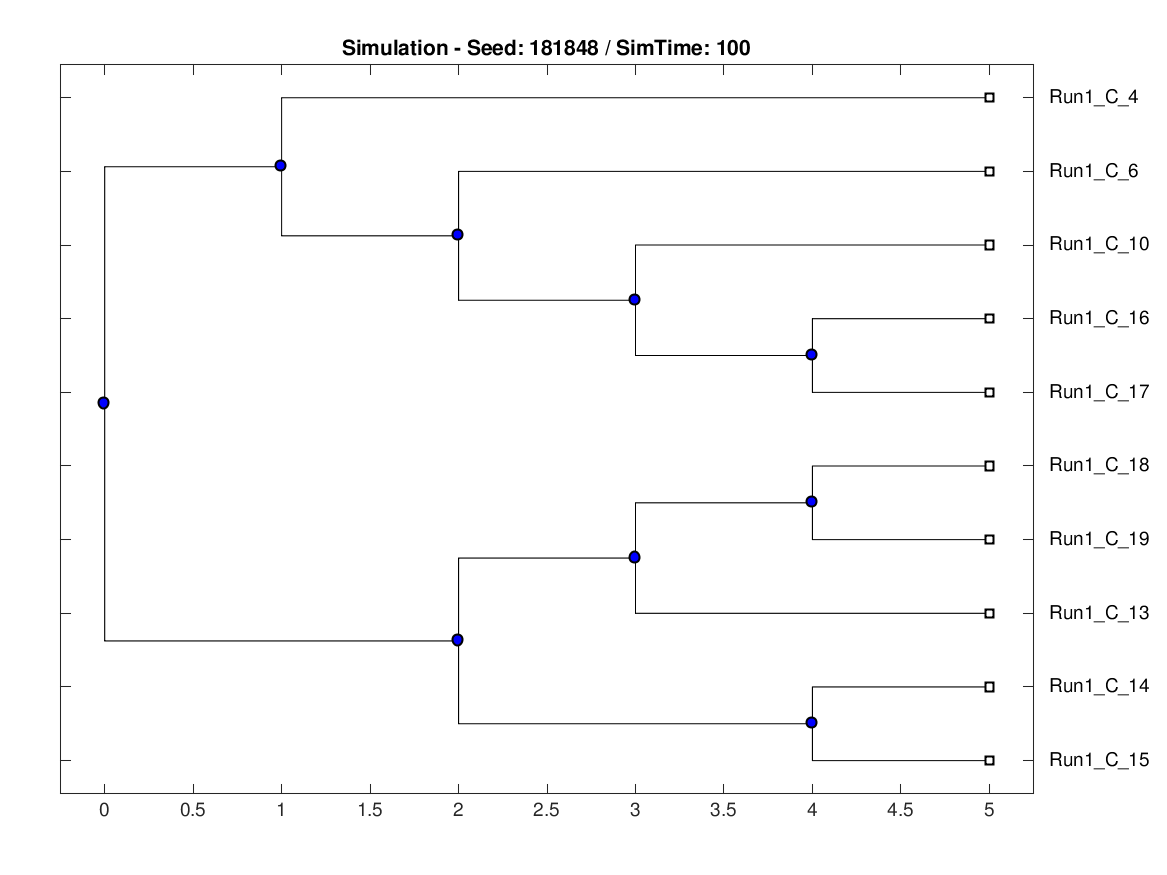 Simulation - Seed: 181848 / SimTime: 100
Run1_C_4
Run1_C_6
Run1_C_10
Run1_C_16
Run1_C_17
Run1_C_18
Run1_C_19
Run1_C_13
Run1_C_14
Run1_C_15
0 0.5 1 1.5 2 2.5 3 3.5 4 4.5 5